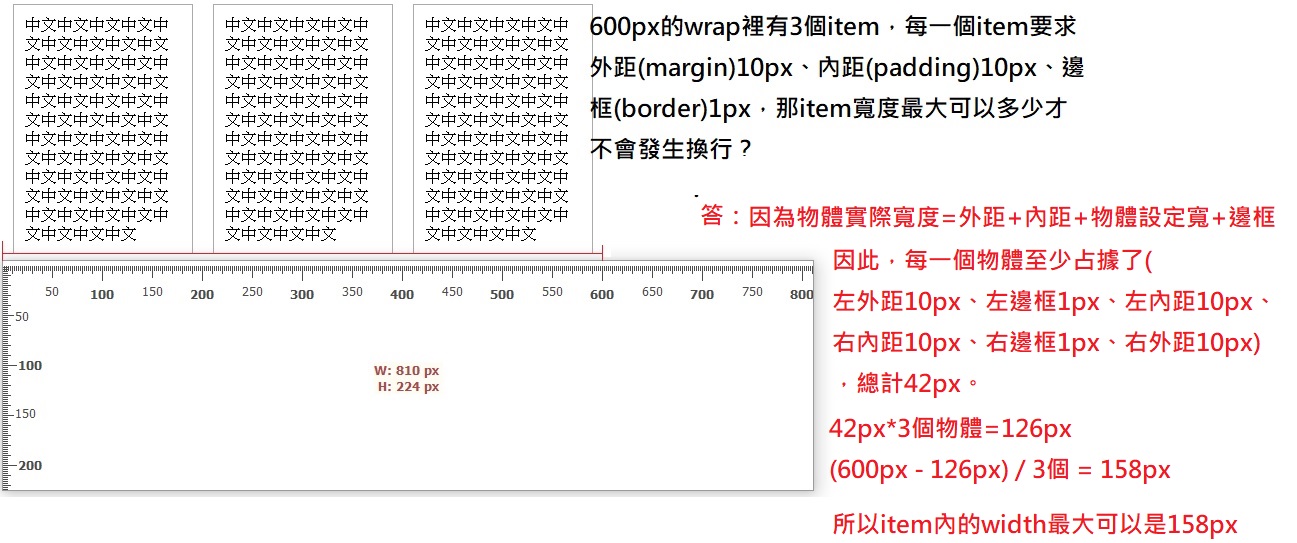 中文中文中文中文中
文中文中文中文中文
中文中文中文中文中
文中文中文中文中文
中文中文中文中文中
文中文中文中文中文
中文中文中文中文中
文中文中文中文中文
中文中文中文中文中
文中文中文中文中文
中文中文中文中文中
文中文中文中文
中文中文中文中文中
文中文中文中文中文
中文中文中文中文中
文中文中文中文中文
中文中文中文中文中
文中文中文中文中文
中文中文中文中文中
文中文中文中文中文
中文中文中文中文中
文中文中文中文中文
中文中文中文中文中
文中文中文中文
中文中文中文中文中
文中文中文中文中文
中文中文中文中文中
文中文中文中文中文
中文中文中文中文中
文中文中文中文中文
中文中文中文中文中
文中文中文中文中文
中文中文中文中文中
文中文中文中文中文
中文中文中文中文中
文中文中文中文
600px的wrap裡有3個item，每一個item要求
外距(margin)10px、內距(padding)10px、邊
框(border)1px，那item寬度最大可以多少才
不會發生換行？
答：因為物體實際寬度=外距+內距+物體設定寬+邊框
因此，每一個物體至少占據了(
左外距10px、左邊框1px、左內距10px、
右內距10px、右邊框1px、右外距10px)
，總計42px。
42px*3個物體=126px
(600px - 126px) / 3個 = 158px
所以item內的width最大可以是158px
50 100 150 200 250 300 350 400 450 500 550 600 650 700 750 800
50
100
150
200
W: 810 px
H: 224 px